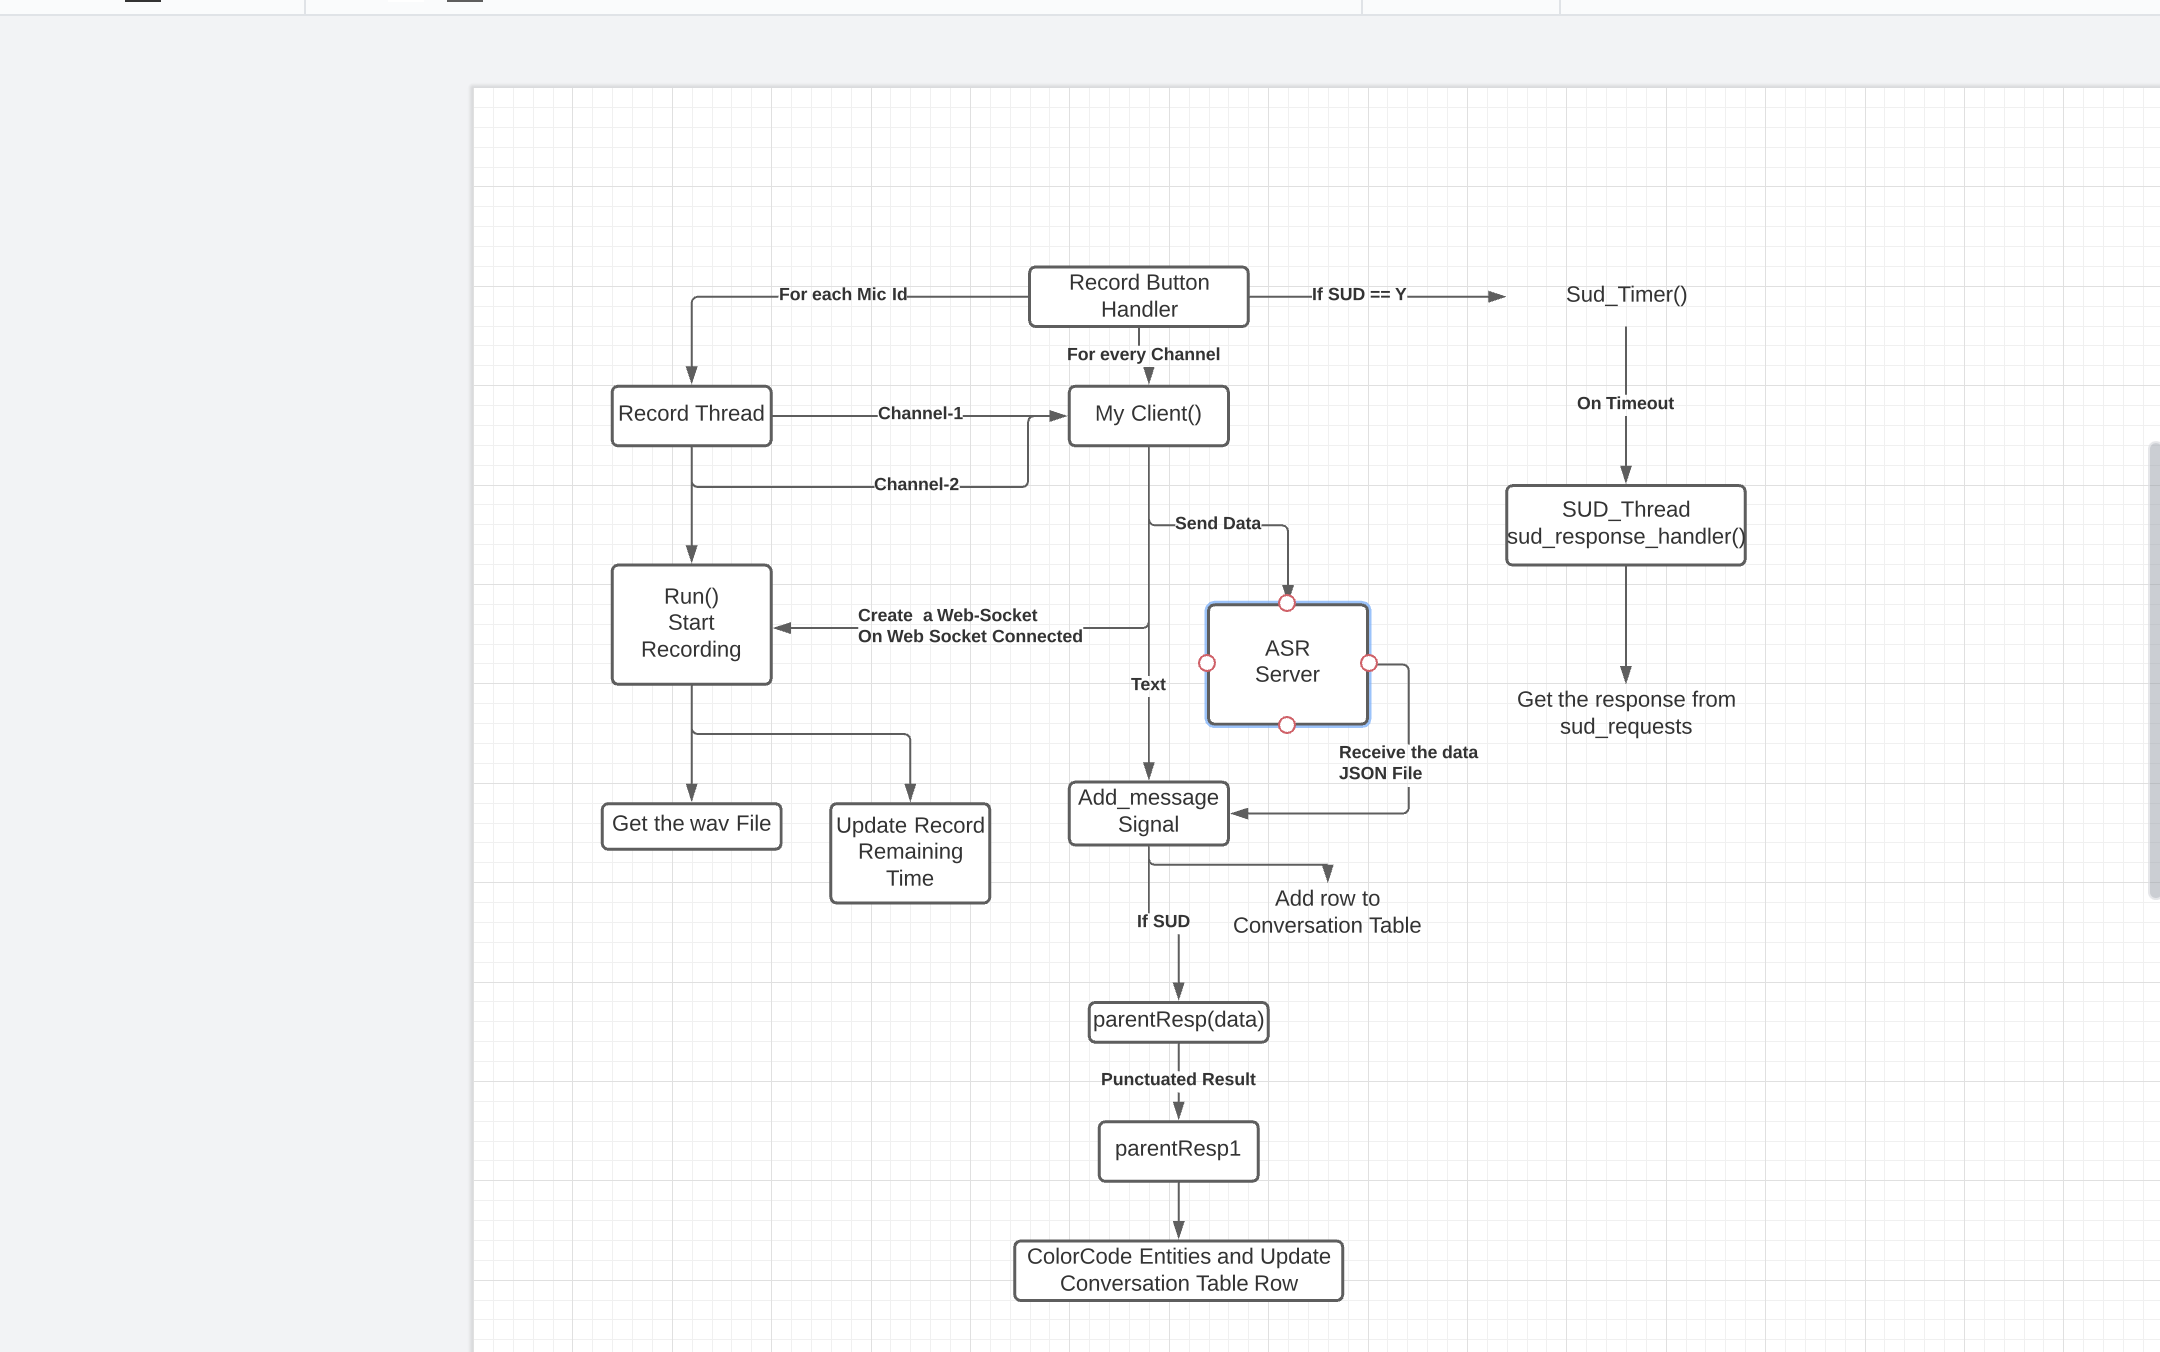 Record Button
Handler
For each Mic Id
If SUD == Y
Sud_Timer()
For every Channel
Record Thread
Channel-1
My Client()
On Timeout
Channel-2
SUD_Thread
sud_response_handler()
Send Data
Run()
Start
Recording
Create  a Web-Socket
On Web Socket Connected
ASR
Server
Text
Get the response from
sud_requests
Receive the data
JSON File
Get the wav File
Update Record
Remaining
Time
Add_message
Signal
Add row to
Conversation Table
If SUD
parentResp(data)
Punctuated Result
parentResp1
ColorCode Entities and Update
Conversation Table Row